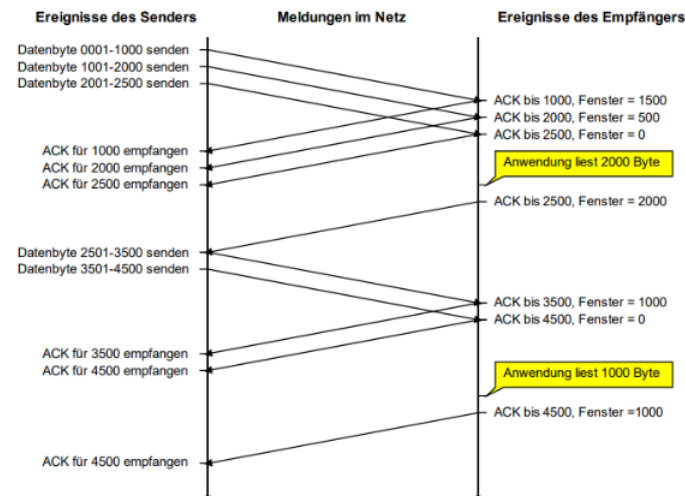 Ereignisse des Senders
Meldungen im Netz
Ereignisse des Empfängers
Datenbyte 0001-1000 senden
Datenbyte 1001-2000 senden
Datenbyte 2001-2500 senden
ACK bis 1000, Fenster = 1500
ACK bis 2000, Fenster = 500
ACK bis 2500, Fenster = 0
ACK für 1000 empfangen
ACK für 2000 empfangen
ACK für 2500 empfangen
Anwendung liest 2000 Byte
ACK bis 2500, Fenster = 2000
Datenbyte 2501-3500 senden
Datenbyte 3501-4500 senden
ACK bis 3500, Fenster = 1000
ACK bis 4500, Fenster = 0
ACK für 3500 empfangen
ACK für 4500 empfangen
Anwendung liest 1000 Byte
ACK bis 4500, Fenster =1000
ACK für 4500 empfangen